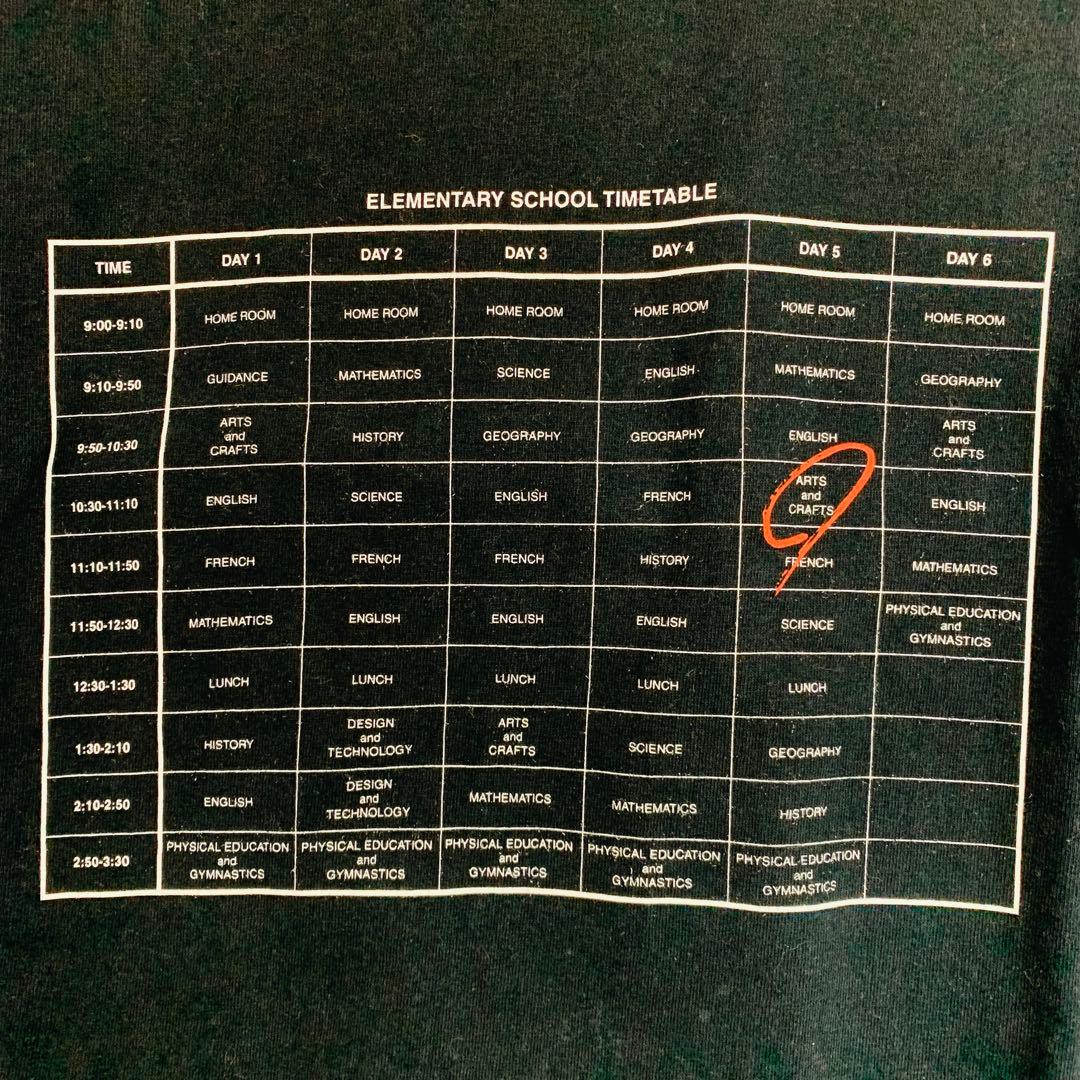 ELEMENTARY SCHOOL TIMETABLE
TIME DAY 1 DAY 2 DAY 3 DAY 4 DAY 5 DAY 6
9:00-9:10 HOME ROOM HOME ROOM HOME ROOM HOME ROOM HOME ROOM HOME ROOM
9:10-9:50 GUIDANCE MATHEMATICS SCIENCE ENGLISH MATHEMATICS GEOGRAPHY
9:50-10:30 ARTS and CRAFTS HISTORY GEOGRAPHY GEOGRAPHY ENGLISH ARTS and CRAFTS
10:30-11:10 ENGLISH SCIENCE ENGLISH FRENCH ARTS and CRAFTS ENGLISH
11:10-11:50 FRENCH FRENCH FRENCH HISTORY FRENCH MATHEMATICS
11:50-12:30 MATHEMATICS ENGLISH ENGLISH ENGLISH SCIENCE PHYSICAL EDUCATION and GYMNASTICS
12:30-1:30 LUNCH LUNCH LUNCH LUNCH LUNCH
1:30-2:10 HISTORY DESIGN and TECHNOLOGY ARTS and CRAFTS SCIENCE GEOGRAPHY
2:10-2:50 ENGLISH DESIGN and TECHNOLOGY MATHEMATICS MATHEMATICS HISTORY
2:50-3:30 PHYSICAL EDUCATION and GYMNASTICS PHYSICAL EDUCATION and GYMNASTICS PHYSICAL EDUCATION and GYMNASTICS PHYSICAL EDUCATION and GYMNASTICS PHYSICAL EDUCATION and GYMNASTICS